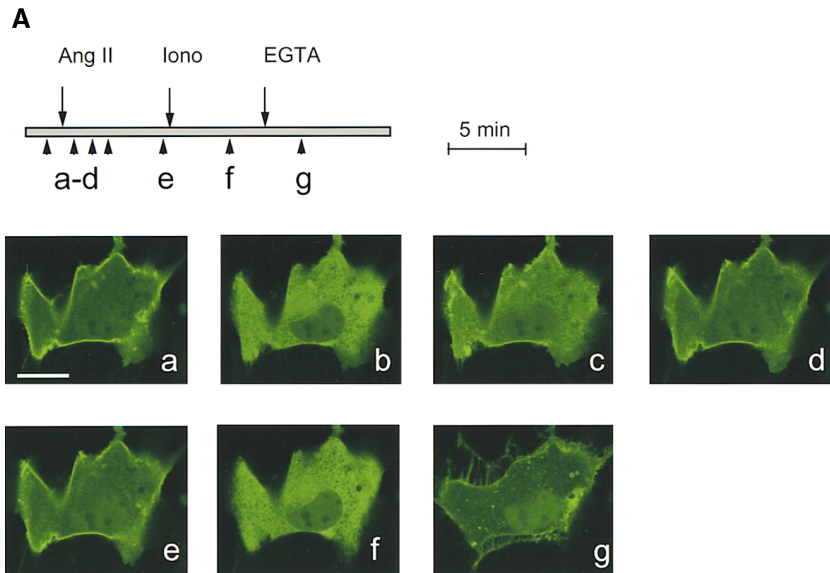 A
Ang II Iono EGTA
5 min
a-d e f g
a b c d
e f g